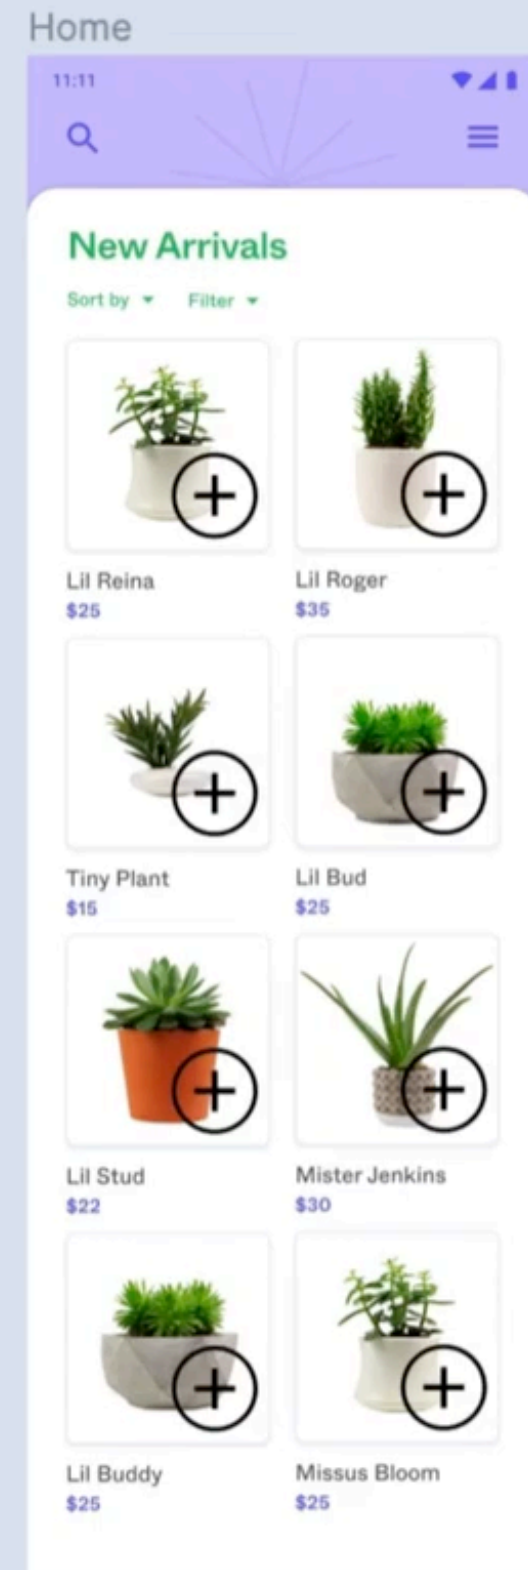 Home
11:11
New Arrivals
Sort by Filter
Lil Reina Lil Roger
$25 $35
Tiny Plant Lil Bud
$15 $25
Lil Stud Mister Jenkins
$22 $30
Lil Buddy Missus Bloom
$25 $25